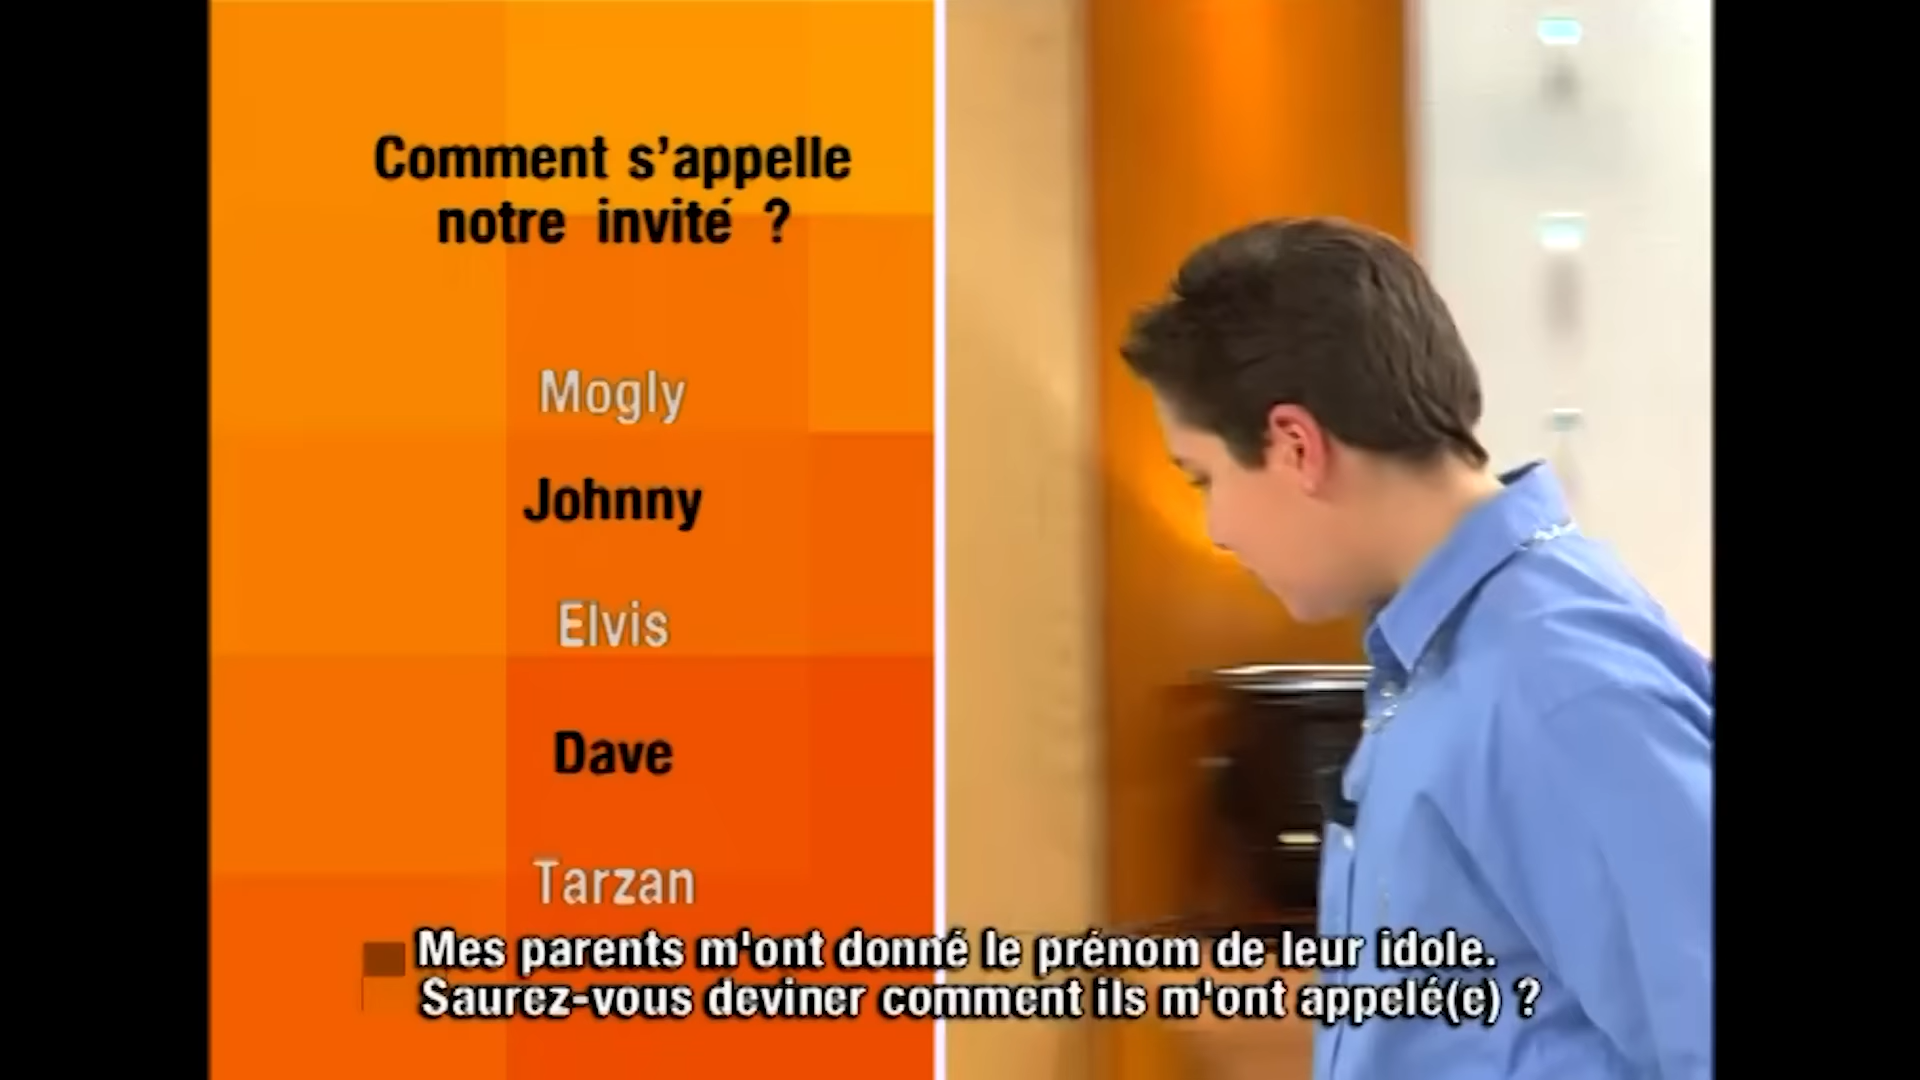 Comment s'appelle
notre invité ?
Mogly
Johnny
Elvis
Dave
Tarzan
Mes parents m'ont donné le prénom de leur idole.
Saurez-vous deviner comment ils m'ont appelé(e) ?